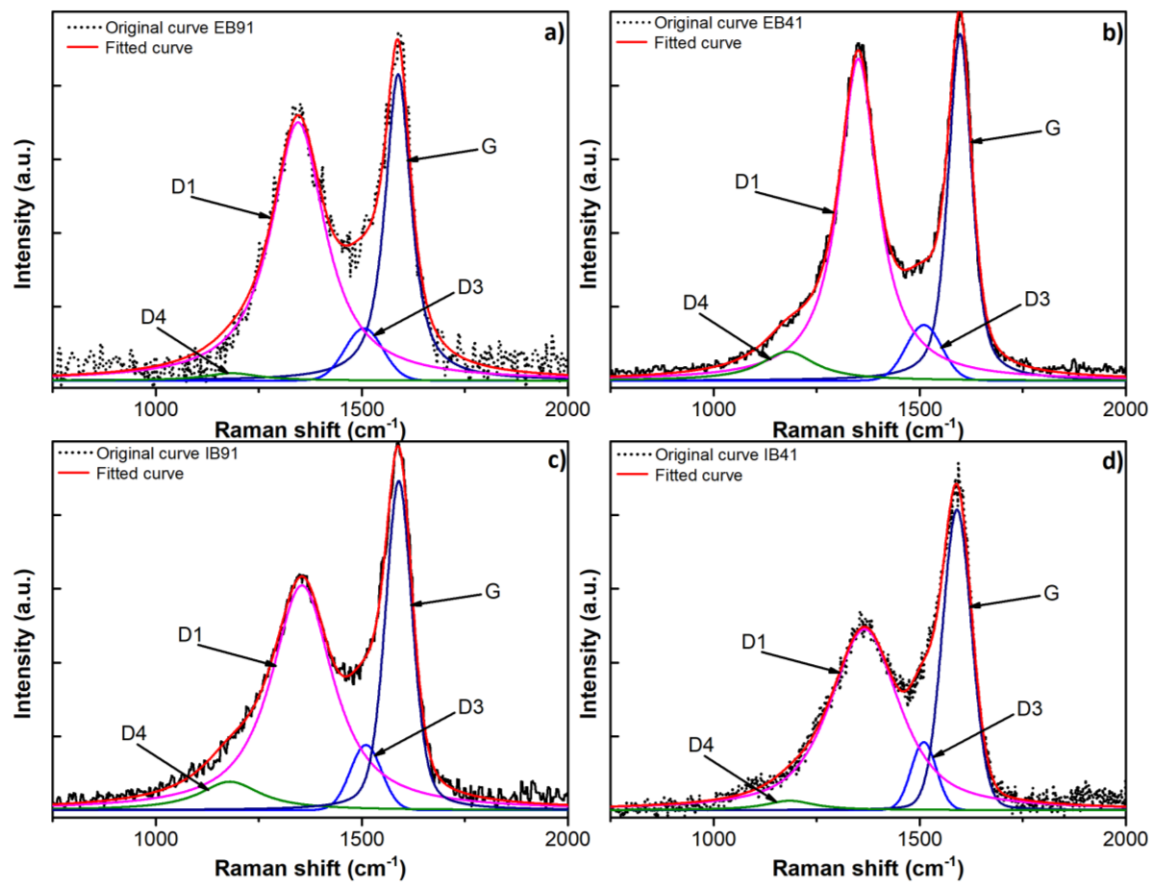 Original curve EB91
Fitted curve
a)
G
D1
D3
D4
Intensity (a.u.)
1000 1500 2000
Raman shift (cm⁻¹)
Original curve EB41
Fitted curve
b)
G
D1
D3
D4
Intensity (a.u.)
1000 1500 2000
Raman shift (cm⁻¹)
Original curve IB91
Fitted curve
c)
G
D1
D3
D4
Intensity (a.u.)
1000 1500 2000
Raman shift (cm⁻¹)
Original curve IB41
Fitted curve
d)
G
D1
D3
D4
Intensity (a.u.)
1000 1500 2000
Raman shift (cm⁻¹)